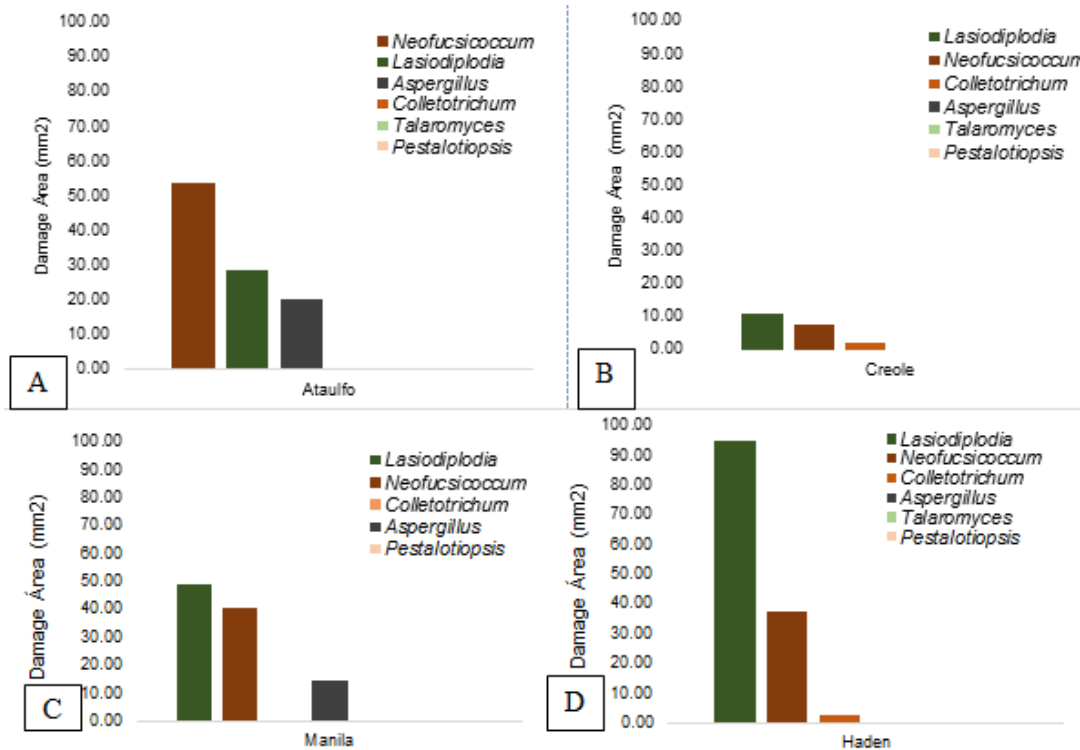 100.00
90.00
80.00
70.00
60.00
50.00
40.00
30.00
20.00
10.00
0.00
Damage Área (mm2)
Neofucsicoccum
Lasiodiplodia
Aspergillus
Colletotrichum
Talaromyces
Pestalotiopsis
A
Ataulfo
100.00
90.00
80.00
70.00
60.00
50.00
40.00
30.00
20.00
10.00
0.00
Damage Área (mm2)
Lasiodiplodia
Neofucsicoccum
Colletotrichum
Aspergillus
Talaromyces
Pestalotiopsis
B
Creole
100.00
90.00
80.00
70.00
60.00
50.00
40.00
30.00
20.00
10.00
0.00
Damage Área (mm2)
Lasiodiplodia
Neofucsicoccum
Colletotrichum
Aspergillus
Pestalotiopsis
C
Manila
100.00
90.00
80.00
70.00
60.00
50.00
40.00
30.00
20.00
10.00
0.00
Damage Área (mm2)
Lasiodiplodia
Neofucsicoccum
Colletotrichum
Aspergillus
Talaromyces
Pestalotiopsis
D
Haden